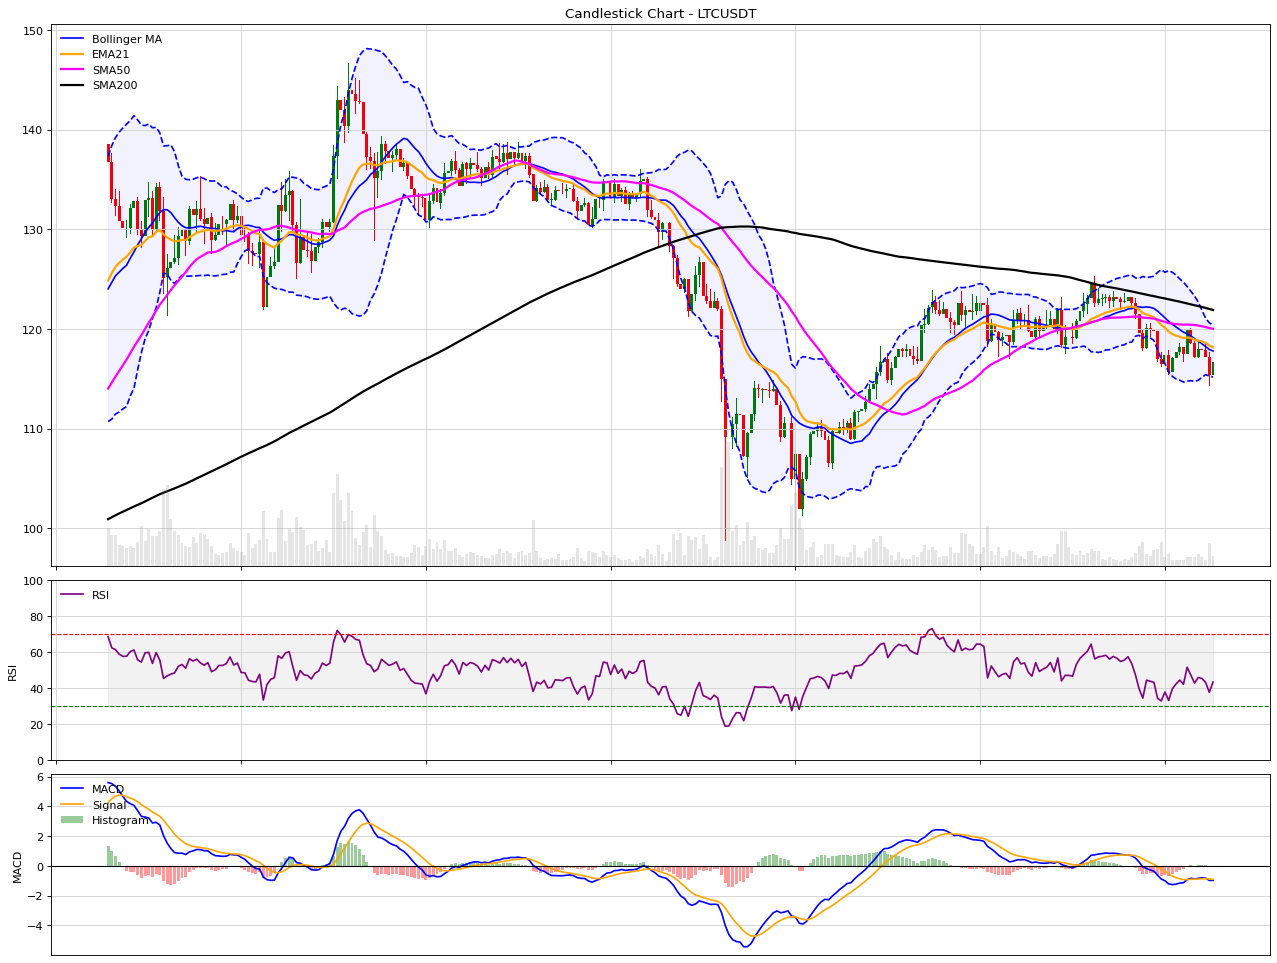 Candlestick Chart - LTCUSDT
150
140
130
120
110
100
Bollinger MA
EMA21
SMA50
SMA200
100
80
60
40
20
0
RSI
RSI
6
4
2
0
−2
−4
MACD
MACD
Signal
Histogram